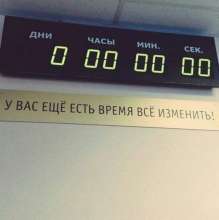 ДНИ ЧАСЫ МИН. СЕК.
0 00 00 00
У ВАС ЕЩЁ ЕСТЬ ВРЕМЯ ВСЁ ИЗМЕНИТЬ!